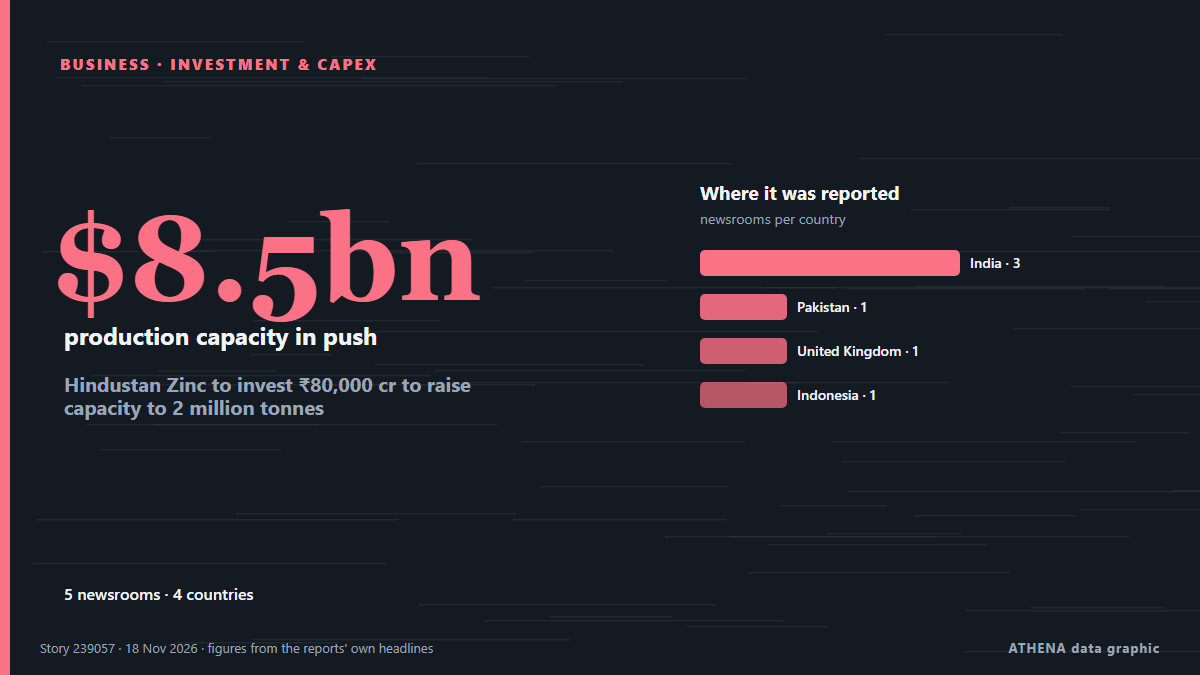 BUSINESS · INVESTMENT & CAPEX
$8.5bn
production capacity in push
Hindustan Zinc to invest ₹80,000 cr to raise
capacity to 2 million tonnes
Where it was reported
newsrooms per country
India · 3
Pakistan · 1
United Kingdom · 1
Indonesia · 1
5 newsrooms · 4 countries
Story 239057 · 18 Nov 2026 · figures from the reports' own headlines
ATHENA data graphic